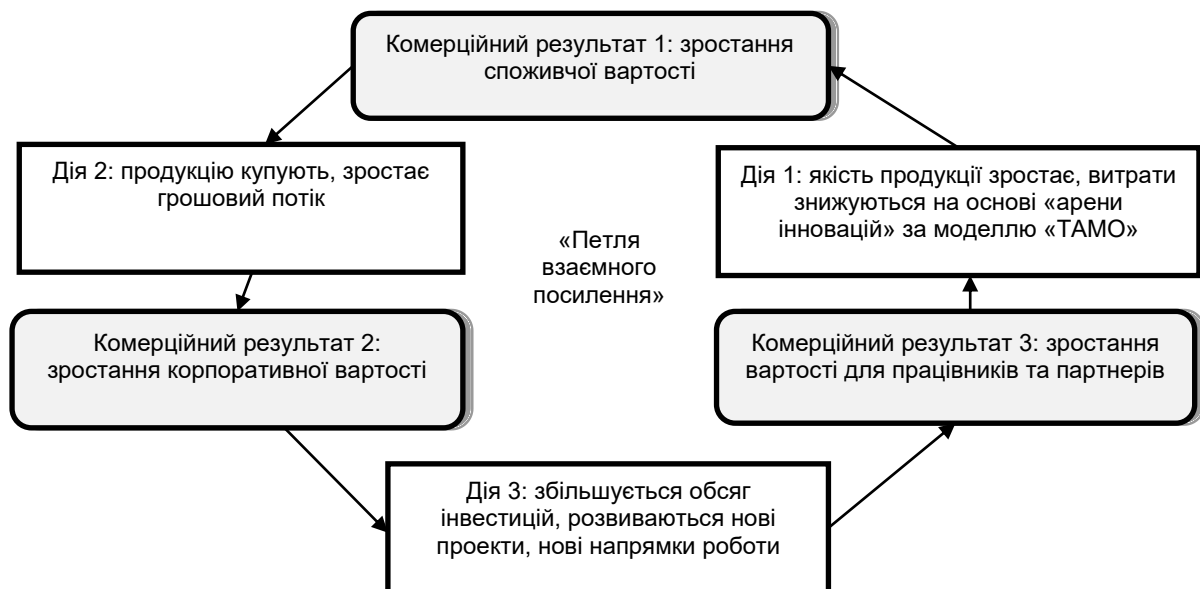 Комерційний результат 1: зростання
споживчої вартості
Дія 2: продукцію купують, зростає
грошовий потік
Дія 1: якість продукції зростає, витрати
знижуються на основі «арени
інновацій» за моделлю «ТАМО»
«Петля
взаємного
посилення»
Комерційний результат 2:
зростання корпоративної вартості
Комерційний результат 3: зростання
вартості для працівників та партнерів
Дія 3: збільшується обсяг
інвестицій, розвиваються нові
проекти, нові напрямки роботи